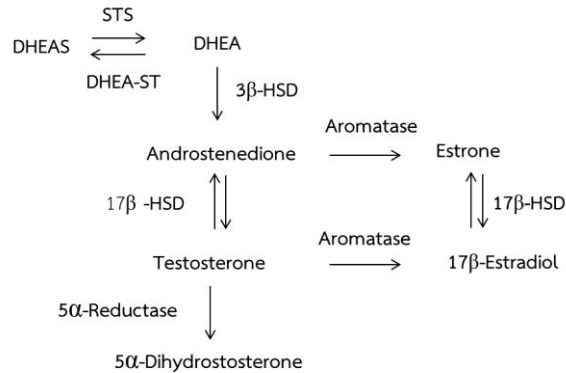 STS
DHEAS
DHEA
DHEA-ST
3β-HSD
Aromatase
Androstenedione
Estrone
17β -HSD
17β-HSD
Aromatase
Testosterone
17β-Estradiol
5α-Reductase
5α-Dihydrostosterone